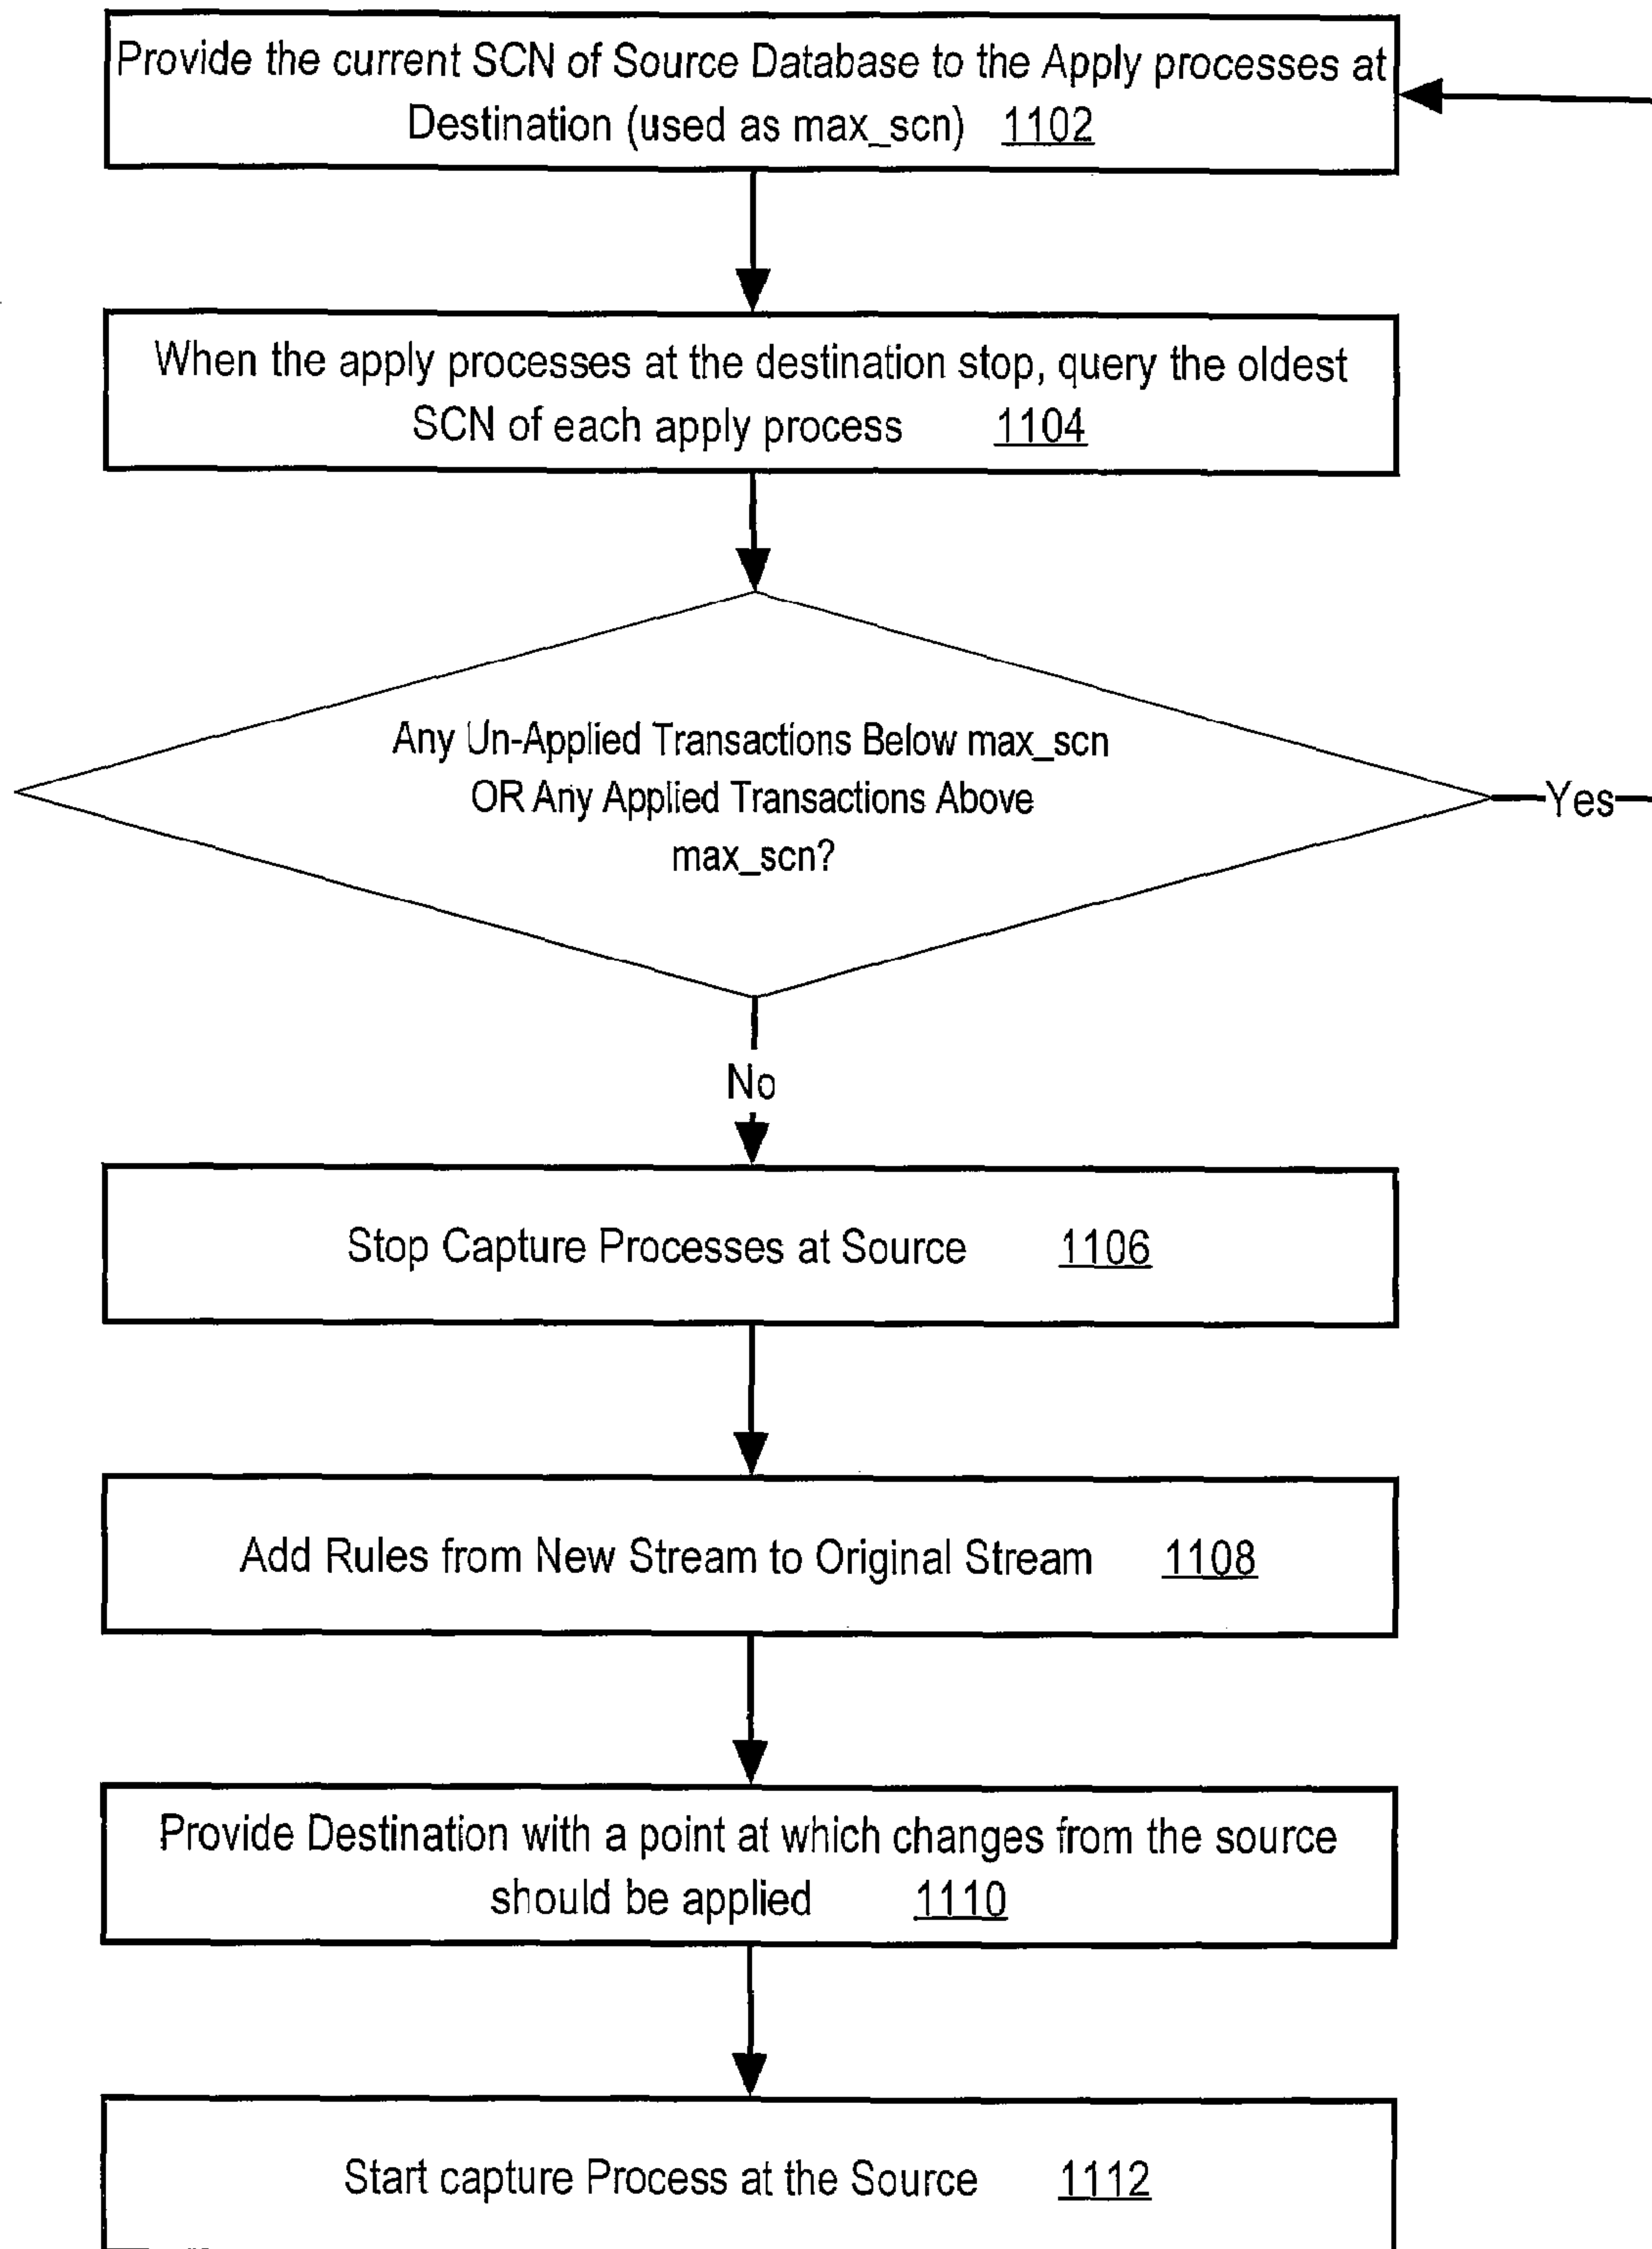 Provide the current SCN of Source Database to the Apply processes at
Destination (used as max_scn) 1102
When the apply processes at the destination stop, query the oldest
SCN of each apply process 1104
Any Un-Applied Transactions Below max_scn
OR Any Applied Transactions Above
max_scn?
Yes
No
Stop Capture Processes at Source 1106
Add Rules from New Stream to Original Stream 1108
Provide Destination with a point at which changes from the source
should be applied 1110
Start capture Process at the Source 1112